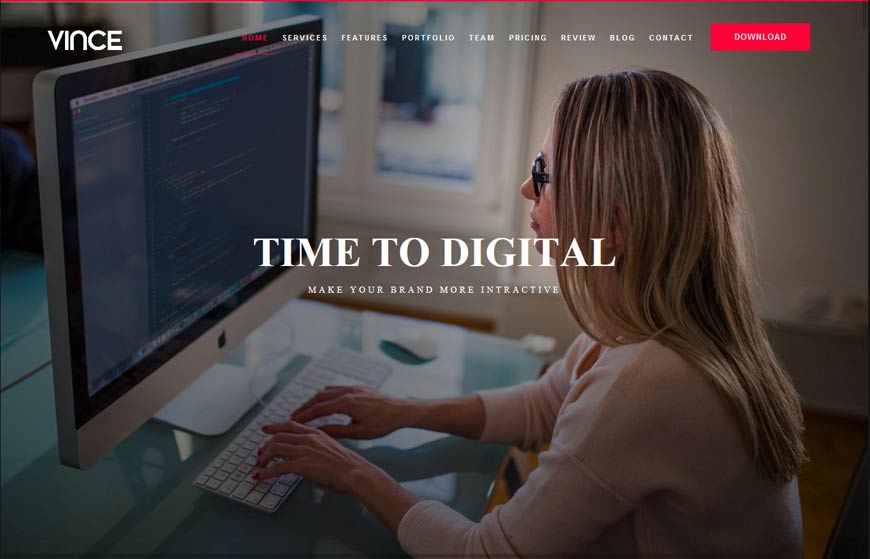 VINCE
HOME SERVICES FEATURES PORTFOLIO TEAM PRICING REVIEW BLOG CONTACT DOWNLOAD
TIME TO DIGITAL
MAKE YOUR BRAND MORE INTRACTIVE